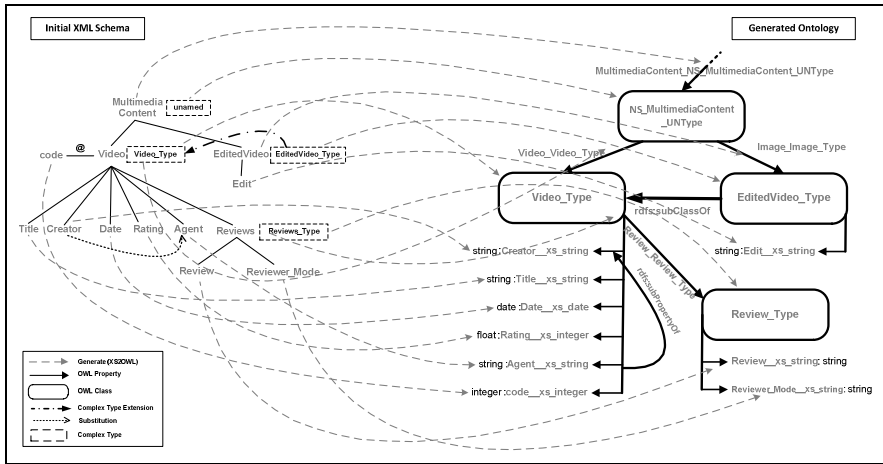 Initial XML Schema
Generated Ontology
MultimediaContent_NS_MultimediaContent_UNType
Multimedia
Content
unamed
NS_MultimediaContent
_UNType
code
@
Video
Video_Type
EditedVideo
EditedVideo_Type
Edit
Video_Video_Type
Image_Image_Type
Video_Type
EditedVideo_Type
rdfs:subClassOf
Title
Creator
Date
Rating
Agent
Reviews
Reviews_Type
Review
Reviewer_Mode
string:Creator__xs_string
string:Title__xs_string
date:Date__xs_date
float:Rating__xs_integer
string:Agent__xs_string
integer:code__xs_integer
Review_Review_Type
rdfs:subPropertyOf
string:Edit__xs_string
Review_Type
Review__xs_string: string
Reviewer_Mode__xs_string: string
Generate (XS2OWL)
OWL Property
OWL Class
Complex Type Extension
Substitution
Complex Type